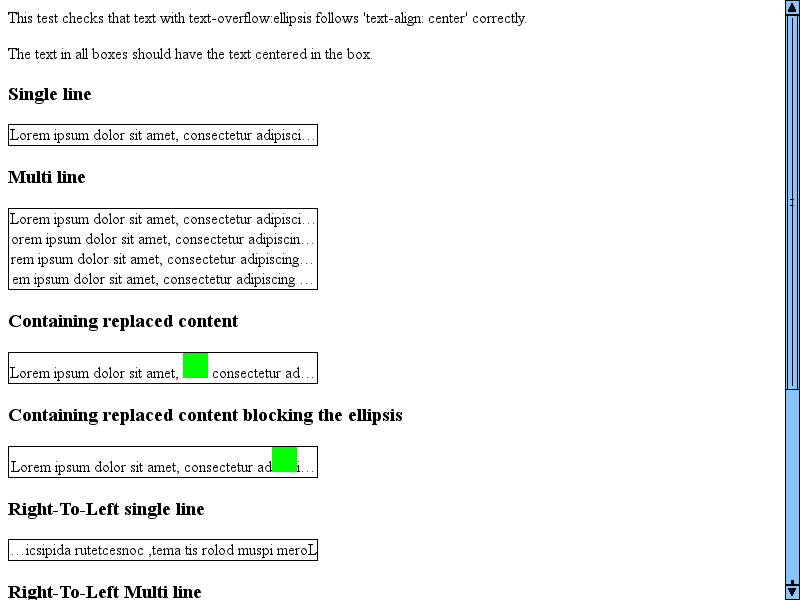 This test checks that text with text-overflow:ellipsis follows 'text-align: center' correctly.
The text in all boxes should have the text centered in the box.
Single line
Lorem ipsum dolor sit amet, consectetur adipisci…
Multi line
Lorem ipsum dolor sit amet, consectetur adipisci…
orem ipsum dolor sit amet, consectetur adipiscin…
rem ipsum dolor sit amet, consectetur adipiscing…
em ipsum dolor sit amet, consectetur adipiscing …
Containing replaced content
Lorem ipsum dolor sit amet, consectetur ad…
Containing replaced content blocking the ellipsis
Lorem ipsum dolor sit amet, consectetur ad i…
Right-To-Left single line
…icsipida rutetcesnoc ,tema tis rolod muspi meroL
Right-To-Left Multi line